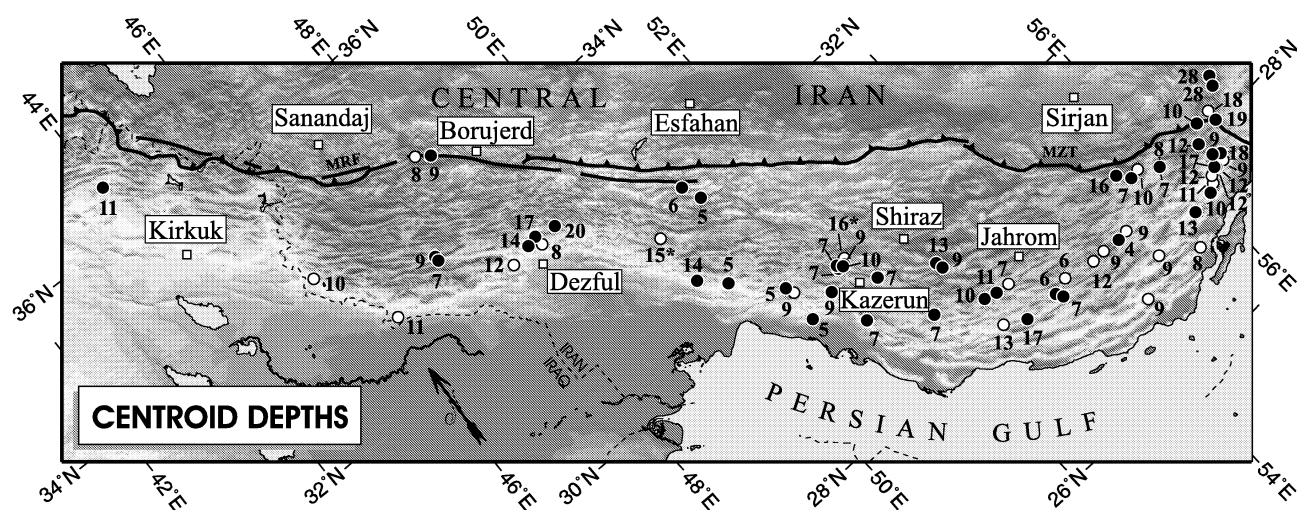 46°E
48°E
36°N
50°E
34°N
52°E
32°N
56°E
28°N
44°E
CENTRAL IRAN
Sanandaj
Borujerd
Esfahan
Sirjan
28
28
18
10
19
MRF
8
9
MZT
12
9
18
8
17
9
16
7
10
7
12
12
11
12
11
6
5
10
13
Kirkuk
17
20
14
8
12
15*
Shiraz
16*
9
7
10
7
7
13
9
Jahrom
7
11
10
6
6
7
9
4
9
12
9
8
9
9
7
10
Dezful
14
5
5
9
9
Kazerun
5
7
7
13
17
11
36°N
56°E
IRAN
IRAQ
CENTROID DEPTHS
PERSIAN GULF
34°N
42°E
32°N
46°E
30°N
48°E
28°N
50°E
26°N
54°E